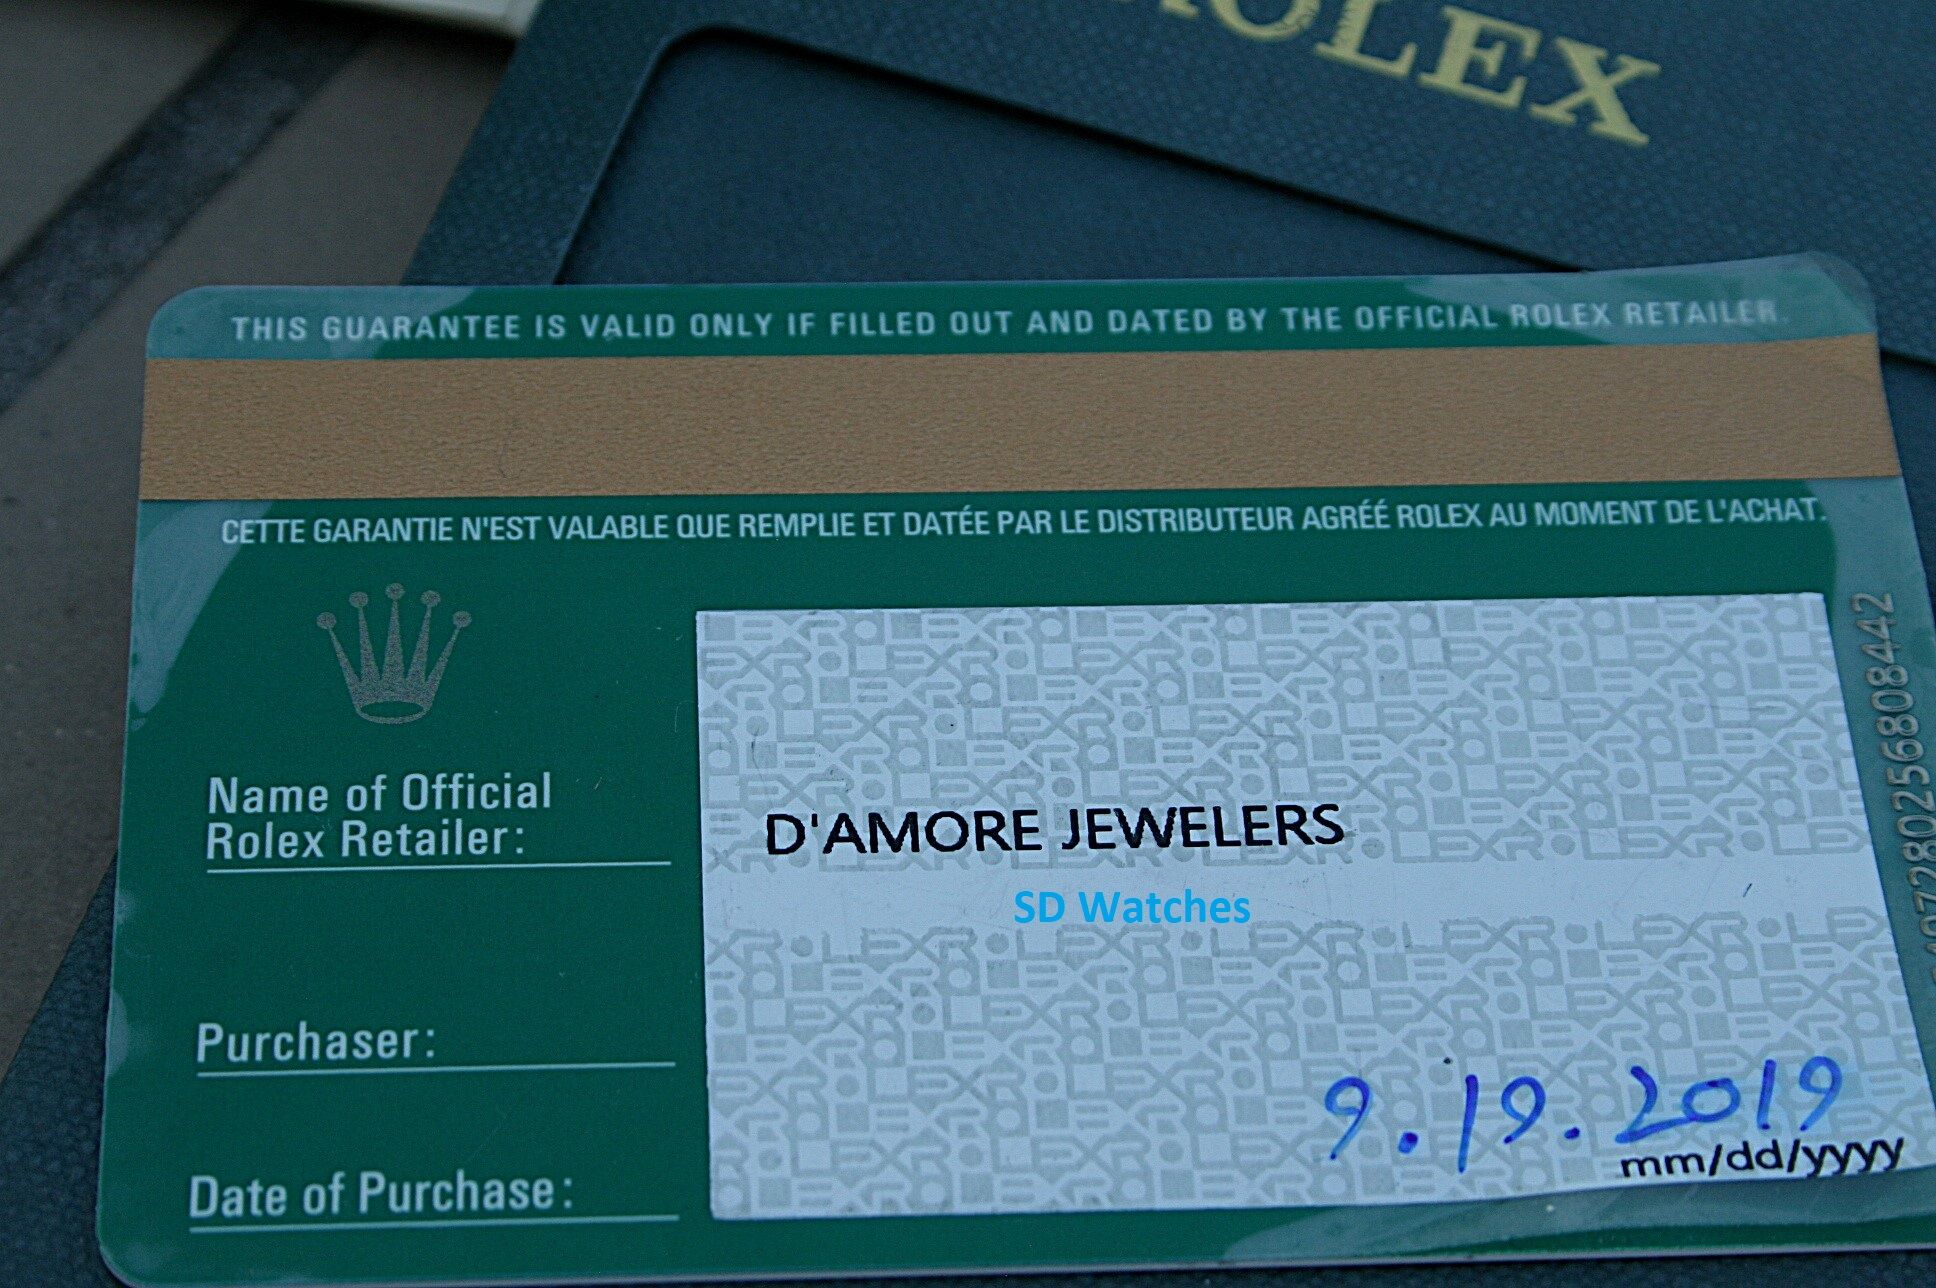 ROLEX
THIS GUARANTEE IS VALID ONLY IF FILLED OUT AND DATED BY THE OFFICIAL ROLEX RETAILER.
CETTE GARANTIE N'EST VALABLE QUE REMPLIE ET DATÉE PAR LE DISTRIBUTEUR AGRÉÉ ROLEX AU MOMENT DE L'ACHAT.
Name of Official
Rolex Retailer:
D'AMORE JEWELERS
SD Watches
Purchaser:
Date of Purchase:
9.19.2019
mm/dd/yyyy